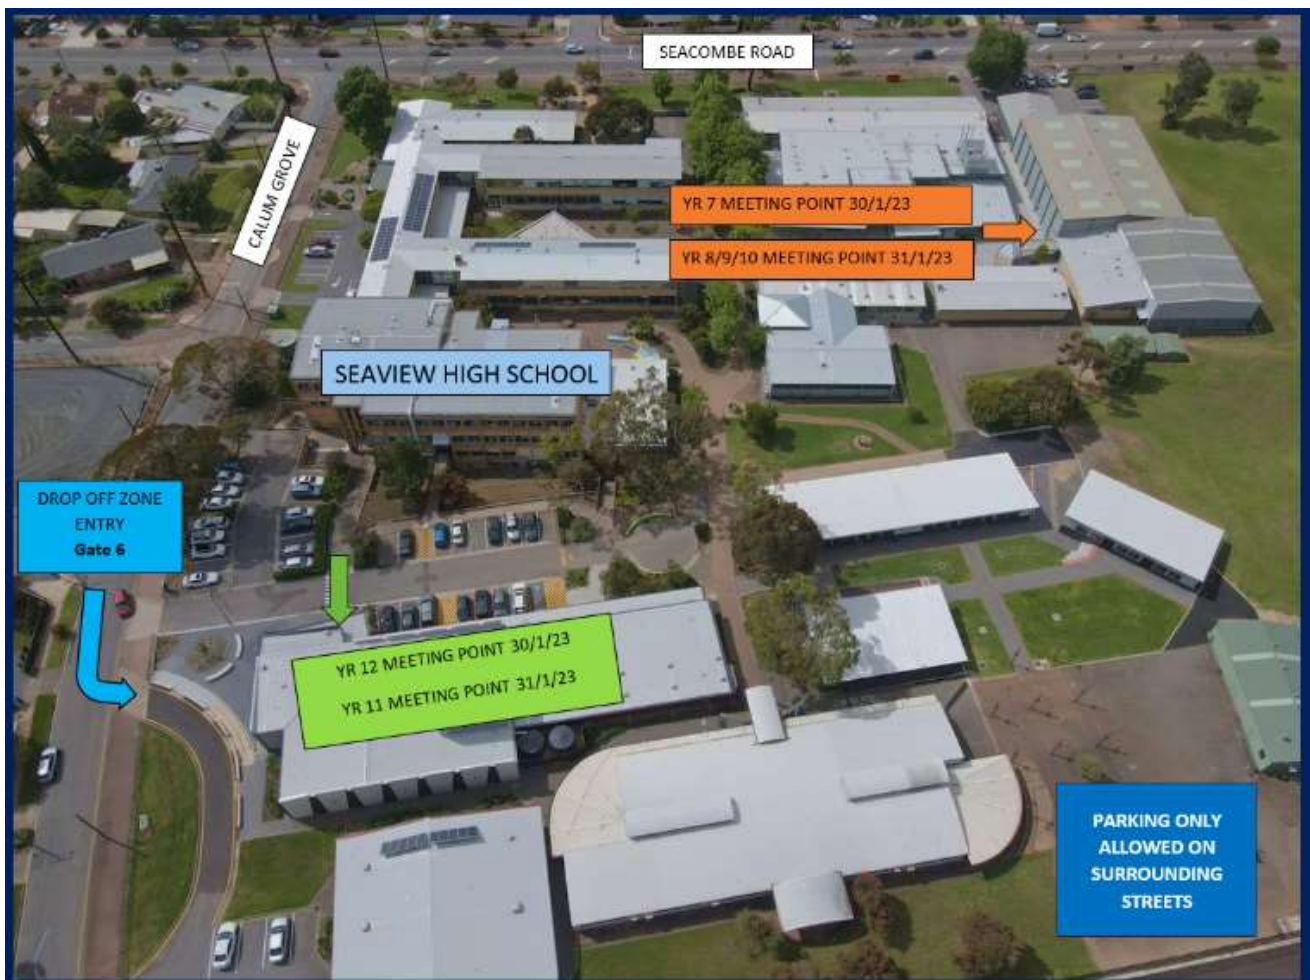 SEACOMBE ROAD
CALUM GROVE
YR 7 MEETING POINT 30/1/23
YR 8/9/10 MEETING POINT 31/1/23
SEAVIEW HIGH SCHOOL
DROP OFF ZONE
ENTRY
Gate 6
YR 12 MEETING POINT 30/1/23
YR 11 MEETING POINT 31/1/23
PARKING ONLY
ALLOWED ON
SURROUNDING
STREETS